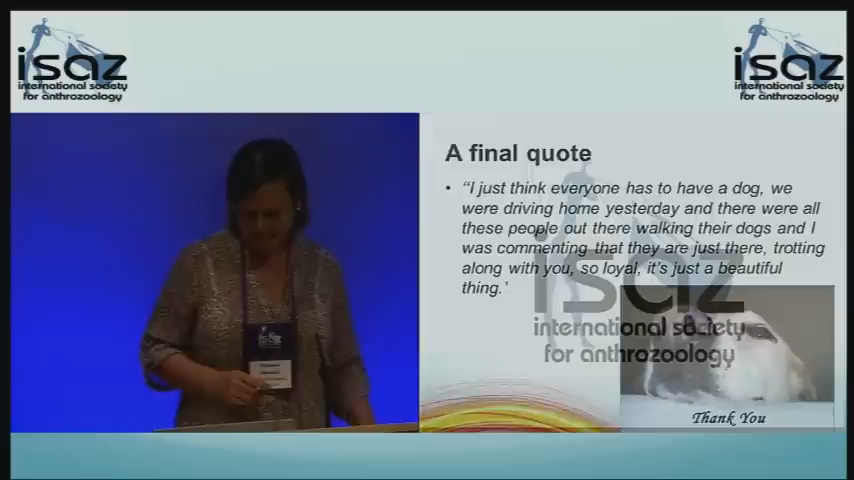 isaz
international society
for anthrozoology
isaz
international society
for anthrozoology
A final quote
• “I just think everyone has to have a dog, we
were driving home yesterday and there were all
these people out there walking their dogs and I
was commenting that they are just there, trotting
along with you, so loyal, it’s just a beautiful
thing.’
isaz
international society
for anthrozoology
Thank You
isaz